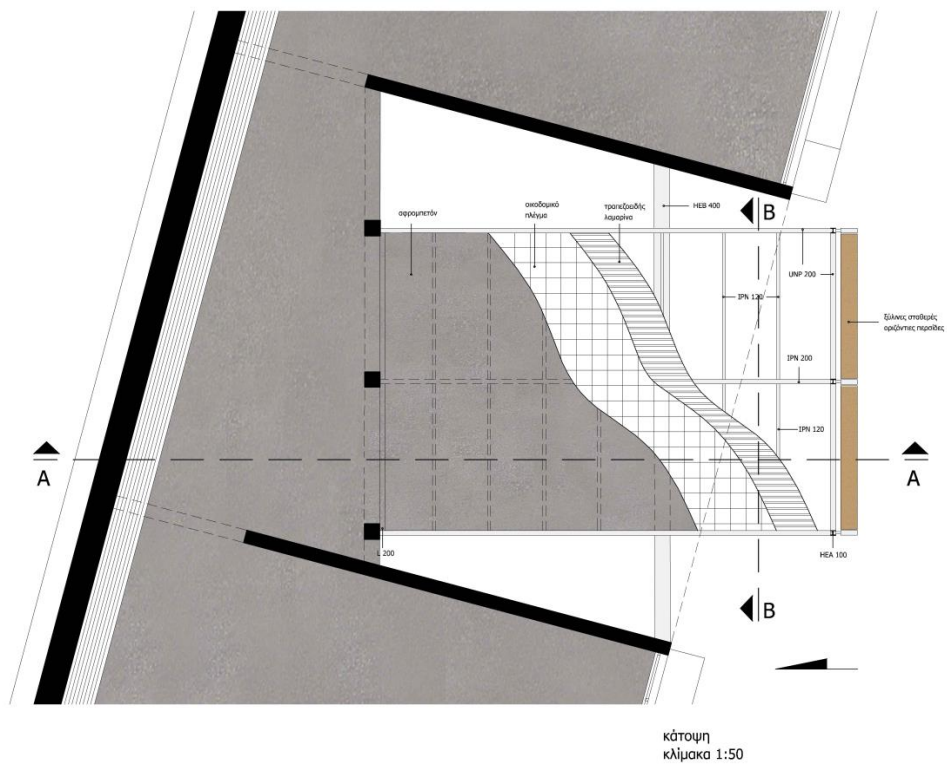 αφρομπετόν
οικοδομικό
πλέγμα
τραπεζοειδής
λαμαρίνα
HEB 400
B
UNP 200
IPN 120
ξύλινες σταθερές
οριζόντιες περσίδες
IPN 200
IPN 120
A
A
L 200
HEA 100
B
κάτοψη
κλίμακα 1:50